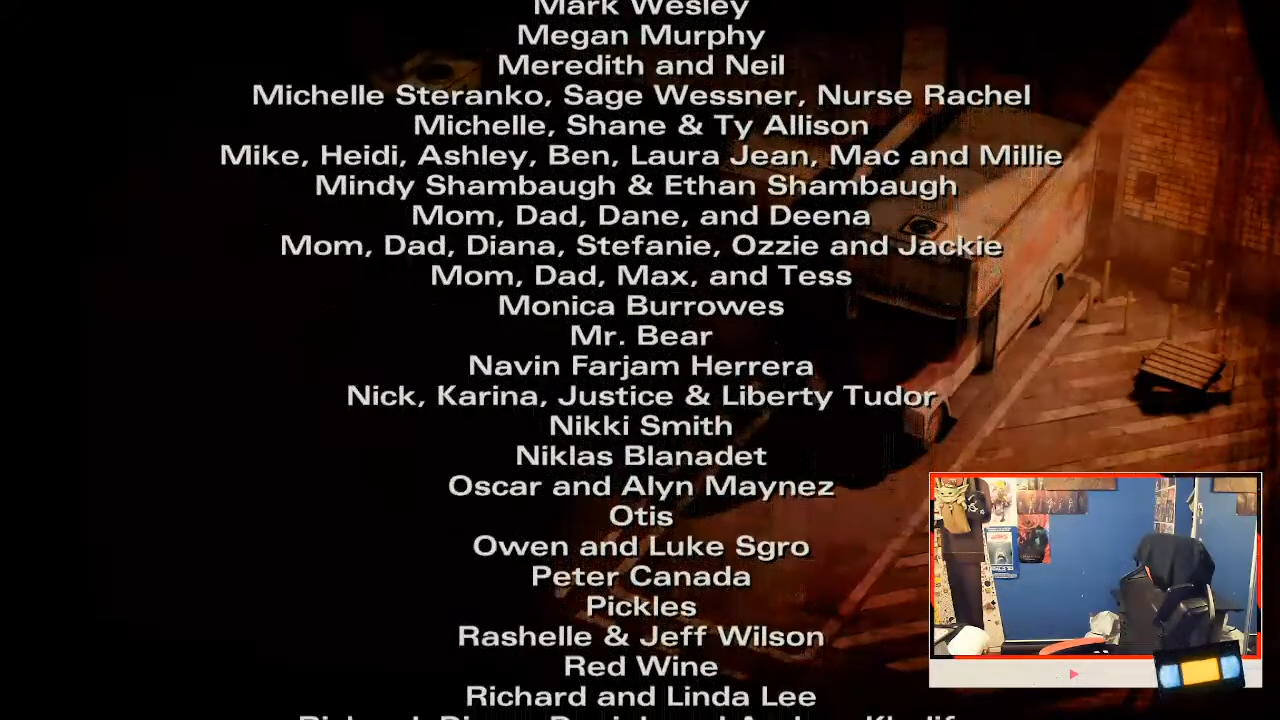 Mark Wesley
Megan Murphy
Meredith and Neil
Michelle Steranko, Sage Wessner, Nurse Rachel
Michelle, Shane & Ty Allison
Mike, Heidi, Ashley, Ben, Laura Jean, Mac and Millie
Mindy Shambaugh & Ethan Shambaugh
Mom, Dad, Dane, and Deena
Mom, Dad, Diana, Stefanie, Ozzie and Jackie
Mom, Dad, Max, and Tess
Monica Burrowes
Mr. Bear
Navin Farjam Herrera
Nick, Karina, Justice & Liberty Tudor
Nikki Smith
Niklas Blanadet
Oscar and Alyn Maynez
Otis
Owen and Luke Sgro
Peter Canada
Pickles
Rashelle & Jeff Wilson
Red Wine
Richard and Linda Lee